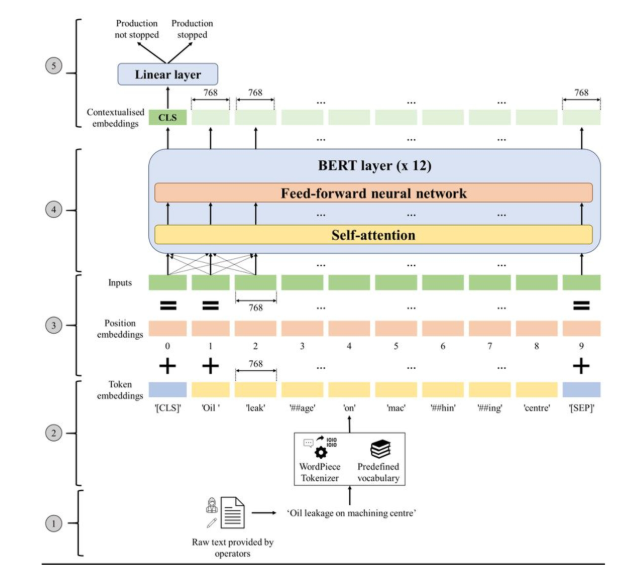 Production
not stopped
Production
stopped
5
Linear layer
768
768
...
...
...
768
Contextualised
embeddings
CLS
...
...
...
BERT layer (x 12)
4
Feed-forward neural network
...
...
...
Self-attention
...
...
...
Inputs
=
=
768
...
...
...
=
3
Position
embeddings
0
1
2
3
4
5
6
7
8
9
+
+
768
...
...
...
+
Token
embeddings
'[CLS]'
'Oil '
'leak'
'##age'
'on'
'mac'
'##hin'
'##ing'
'centre'
'[SEP]'
2
IOIO
IOIO
WordPiece
Tokenizer
Predefined
vocabulary
1
'Oil leakage on machining centre'
Raw text provided by
operators